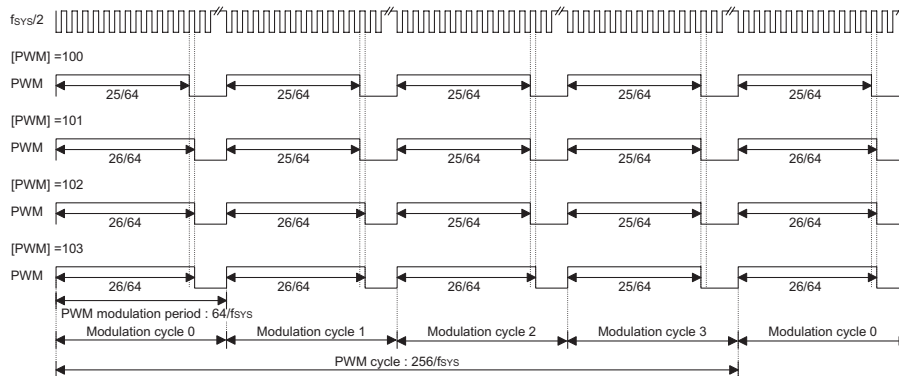 fSYS/2
[PWM] =100
PWM
25/64 25/64 25/64 25/64 25/64
[PWM] =101
PWM
26/64 25/64 25/64 25/64 26/64
[PWM] =102
PWM
26/64 26/64 25/64 25/64 26/64
[PWM] =103
PWM
26/64 26/64 26/64 25/64 26/64
PWM modulation period : 64/fSYS
Modulation cycle 0 Modulation cycle 1 Modulation cycle 2 Modulation cycle 3 Modulation cycle 0
PWM cycle : 256/fSYS